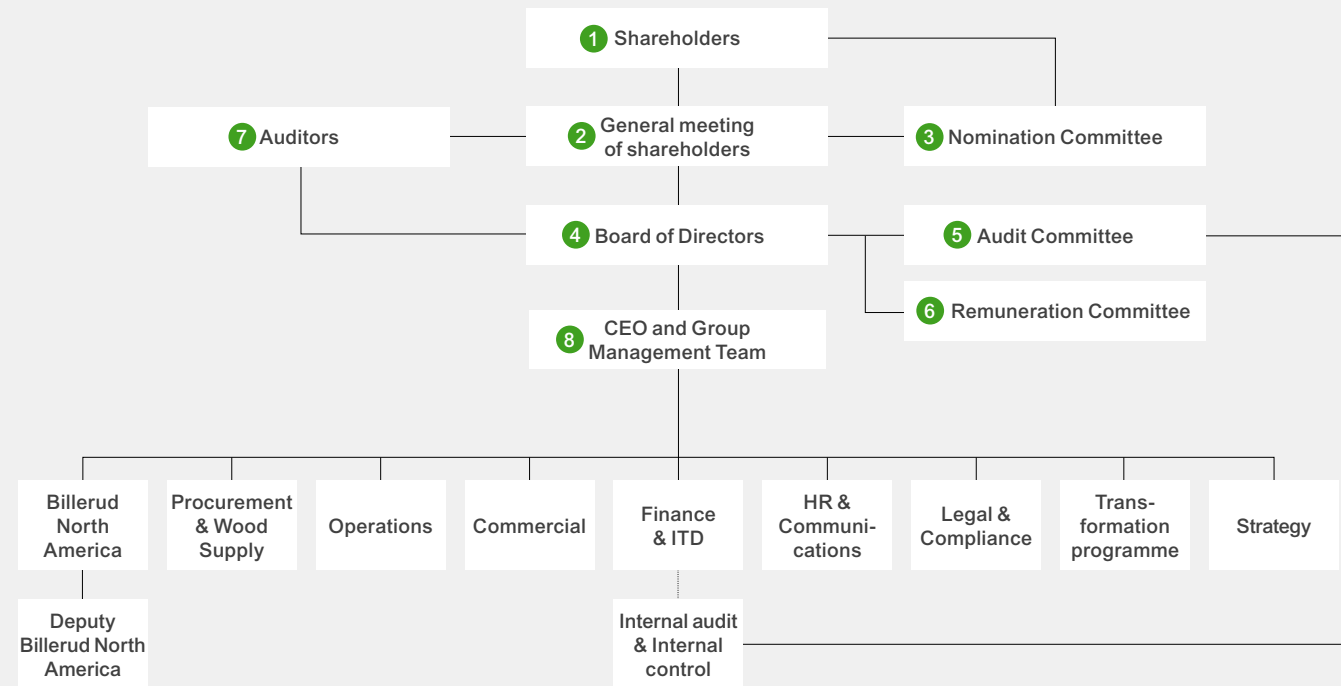 1 Shareholders
7 Auditors
2 General meeting
of shareholders
3 Nomination Committee
4 Board of Directors
5 Audit Committee
6 Remuneration Committee
8 CEO and Group
Management Team
Billerud
North
America
Procurement
& Wood
Supply
Operations
Commercial
Finance
& ITD
HR &
Communi-
cations
Legal &
Compliance
Trans-
formation
programme
Strategy
Deputy
Billerud North
America
Internal audit
& Internal
control